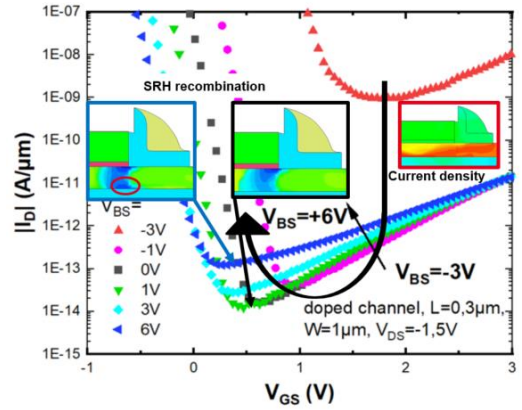 1E-07
1E-08
1E-09
1E-10
1E-11
1E-12
1E-13
1E-14
1E-15
|I_D| (A/μm)
SRH recombination
Current density
V_BS=
-3V
-1V
0V
1V
3V
6V
V_BS=+6V
V_BS=-3V
doped channel, L=0,3μm,
W=1μm, V_DS=-1,5V
-1 0 1 2 3
V_GS (V)